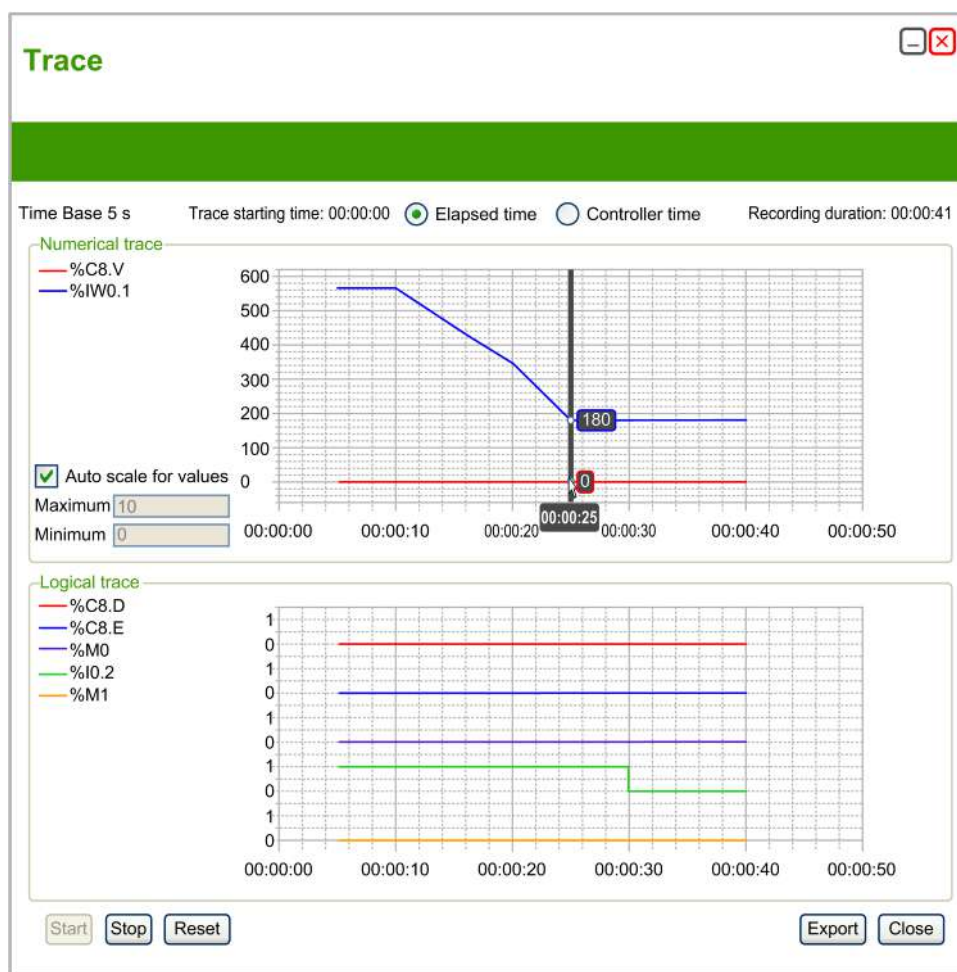 Trace
Time Base 5 s Trace starting time: 00:00:00 Elapsed time Controller time Recording duration: 00:00:41
Numerical trace
%C8.V
%IW0.1
600
500
400
300
200
100
0
180
0
00:00:25
Auto scale for values
Maximum 10
Minimum 0
00:00:00 00:00:10 00:00:20 00:00:30 00:00:40 00:00:50
Logical trace
%C8.D
%C8.E
%M0
%I0.2
%M1
1
0
1
0
1
0
1
0
1
0
00:00:00 00:00:10 00:00:20 00:00:30 00:00:40 00:00:50
Start Stop Reset Export Close